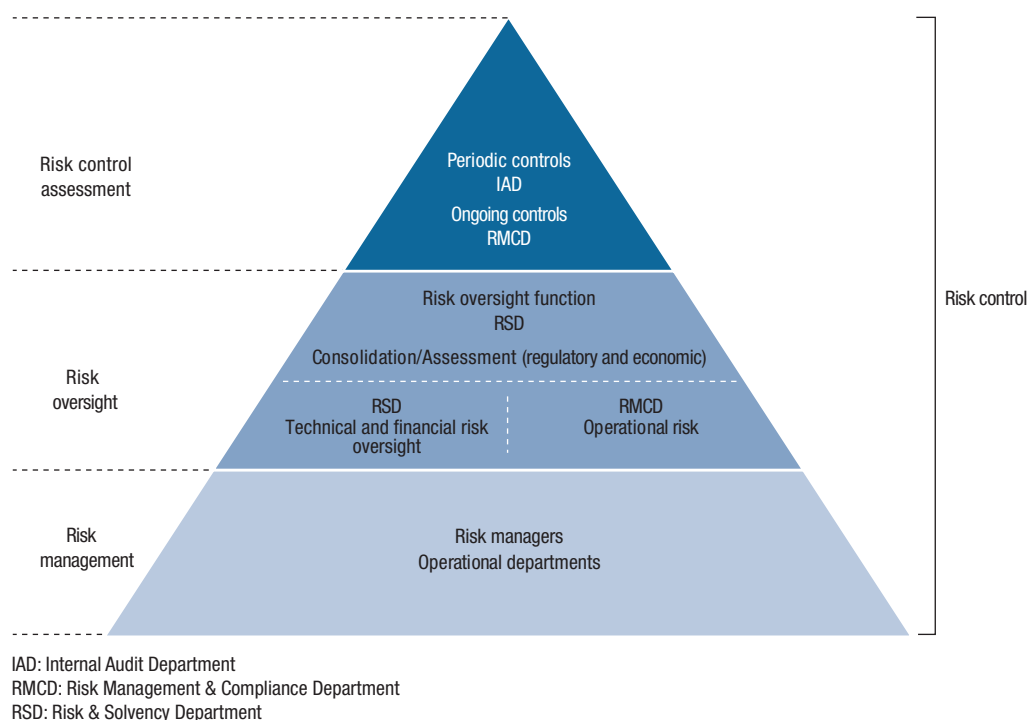 Risk control
assessment
Periodic controls
IAD
Ongoing controls
RMCD
Risk control
Risk
oversight
Risk oversight function
RSD
Consolidation/Assessment (regulatory and economic)
RSD
Technical and financial risk
oversight
RMCD
Operational risk
Risk
management
Risk managers
Operational departments
IAD: Internal Audit Department
RMCD: Risk Management & Compliance Department
RSD: Risk & Solvency Department